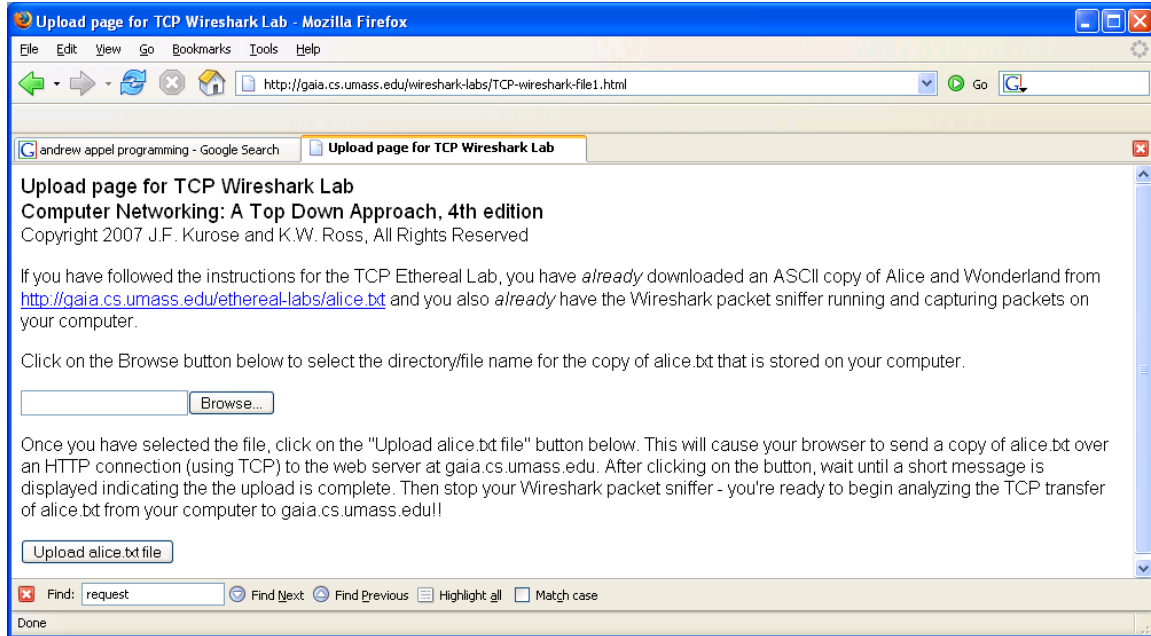 Upload page for TCP Wireshark Lab - Mozilla Firefox
File Edit View Go Bookmarks Tools Help
http://gaia.cs.umass.edu/wireshark-labs/TCP-wireshark-file1.html Go G
G andrew appel programming - Google Search Upload page for TCP Wireshark Lab
Upload page for TCP Wireshark Lab
Computer Networking: A Top Down Approach, 4th edition
Copyright 2007 J.F. Kurose and K.W. Ross, All Rights Reserved
If you have followed the instructions for the TCP Ethereal Lab, you have already downloaded an ASCII copy of Alice and Wonderland from
http://gaia.cs.umass.edu/ethereal-labs/alice.txt and you also already have the Wireshark packet sniffer running and capturing packets on
your computer.
Click on the Browse button below to select the directory/file name for the copy of alice.txt that is stored on your computer.
Browse...
Once you have selected the file, click on the "Upload alice.txt file" button below. This will cause your browser to send a copy of alice.txt over
an HTTP connection (using TCP) to the web server at gaia.cs.umass.edu. After clicking on the button, wait until a short message is
displayed indicating the the upload is complete. Then stop your Wireshark packet sniffer - you're ready to begin analyzing the TCP transfer
of alice.txt from your computer to gaia.cs.umass.edu!!
Upload alice.txt file
Find: request Find Next Find Previous Highlight all Match case
Done